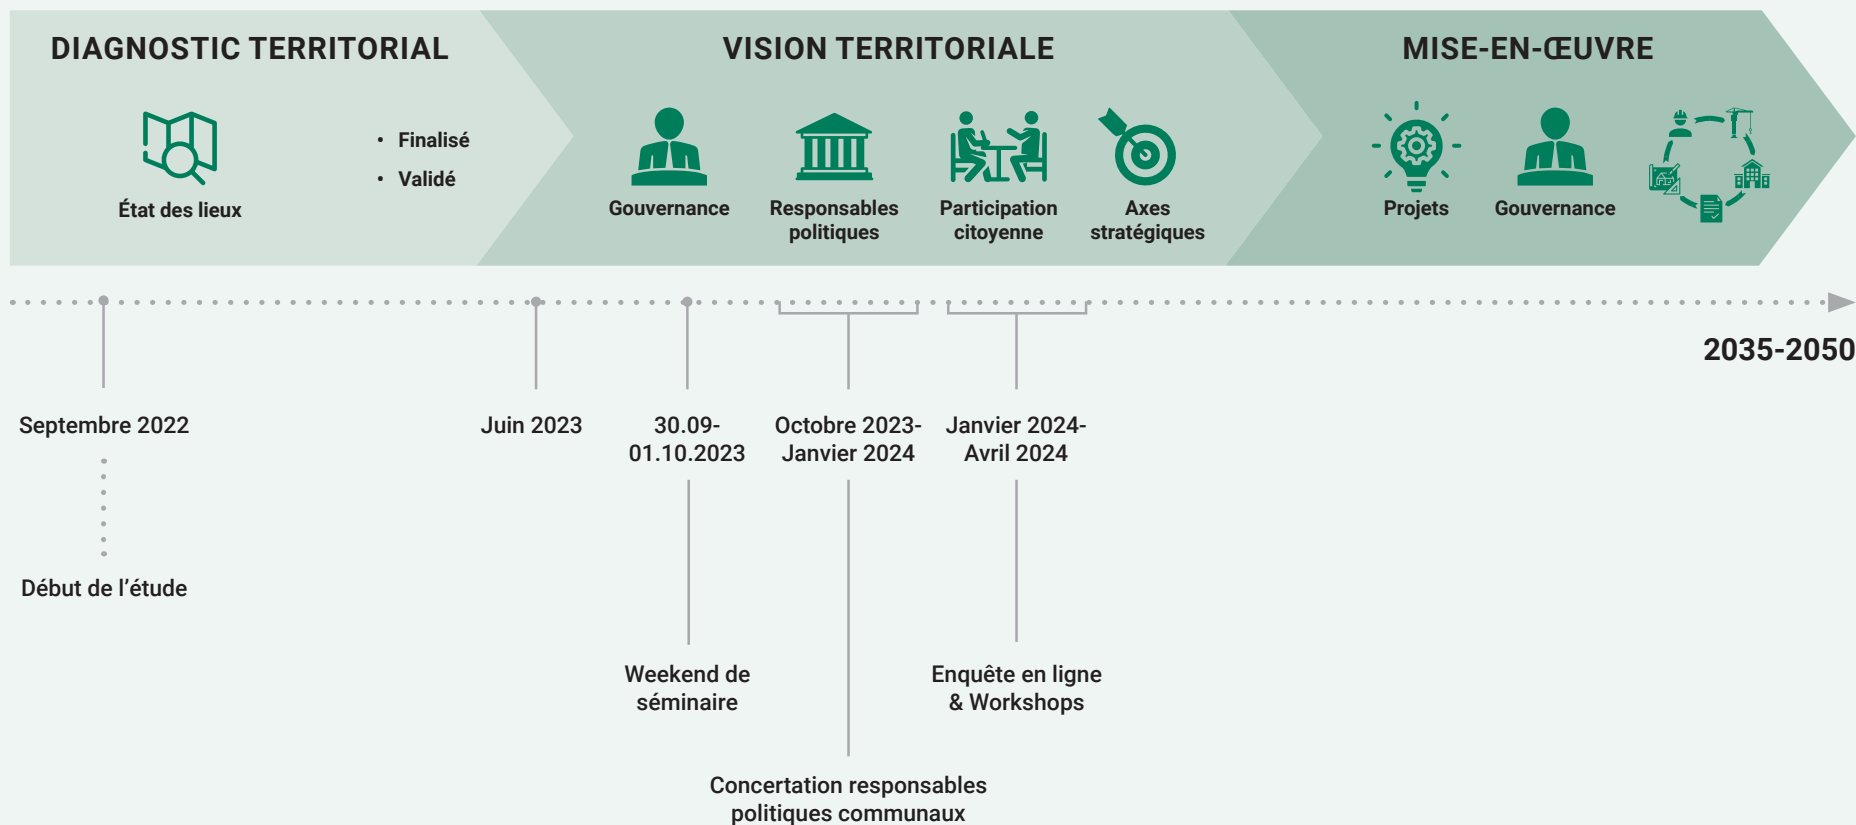 DIAGNOSTIC TERRITORIAL
État des lieux
• Finalisé
• Validé
VISION TERRITORIALE
Gouvernance
Responsables
politiques
Participation
citoyenne
Axes
stratégiques
MISE-EN-ŒUVRE
Projets
Gouvernance
2035-2050
Septembre 2022
Début de l’étude
Juin 2023
30.09-
01.10.2023
Weekend de
séminaire
Octobre 2023-
Janvier 2024
Concertation responsables
politiques communaux
Janvier 2024-
Avril 2024
Enquête en ligne
& Workshops